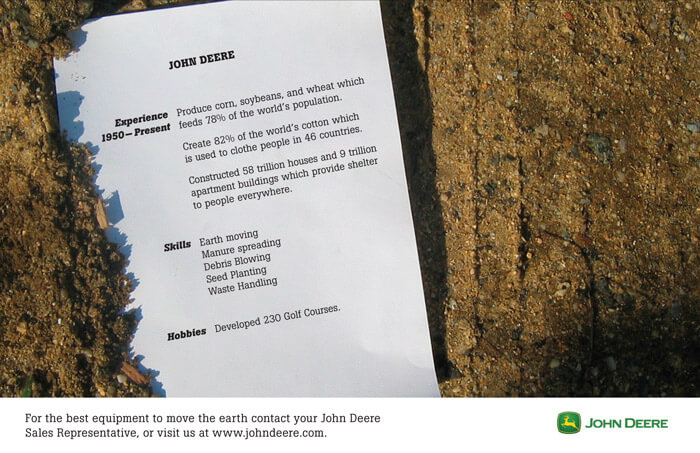 JOHN DEERE
Experience
1950—Present
Produce corn, soybeans, and wheat which
feeds 78% of the world's population.
Create 82% of the world's cotton which
is used to clothe people in 46 countries.
Constructed 58 trillion houses and 9 trillion
apartment buildings which provide shelter
to people everywhere.
Skills
Earth moving
Manure spreading
Debris Blowing
Seed Planting
Waste Handling
Hobbies
Developed 230 Golf Courses.
For the best equipment to move the earth contact your John Deere
Sales Representative, or visit us at www.johndeere.com.
JOHN DEERE